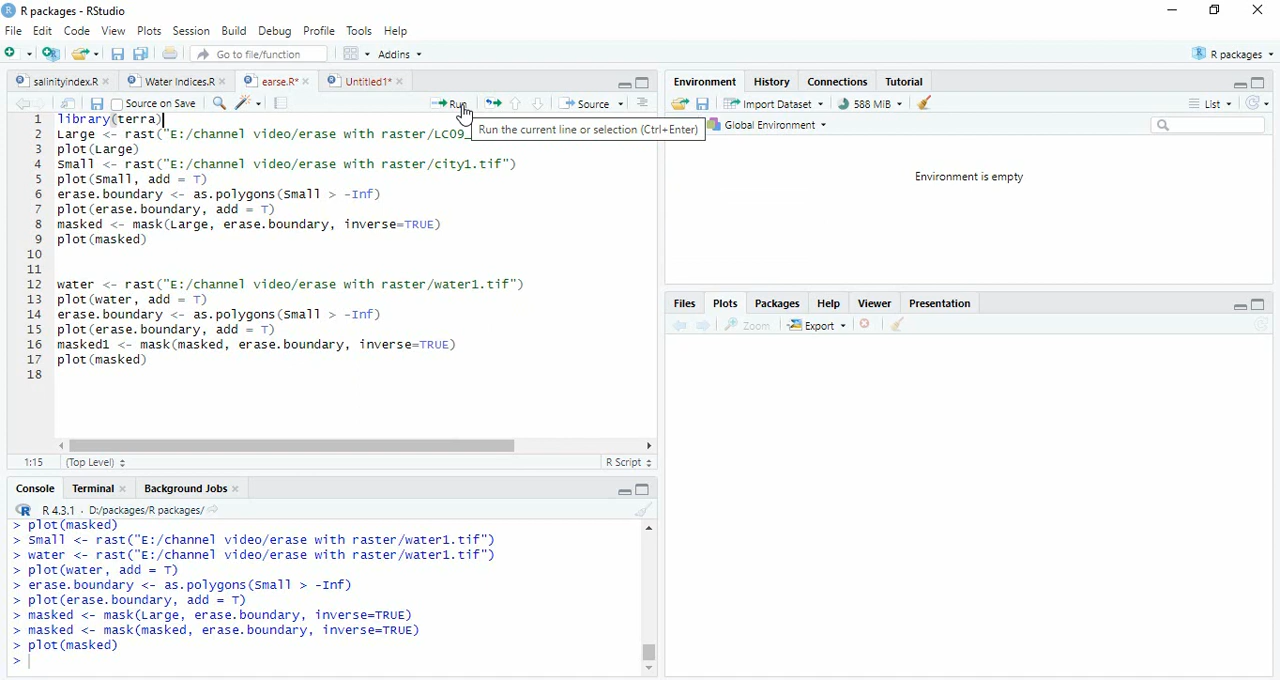 R packages - RStudio
File Edit Code View Plots Session Build Debug Profile Tools Help
Go to file/function Addins R packages
salinityindex.R Water Indices.R earse.R* Untitled1*
Source on Save Run Source
1 library(terra)
2 Large <- rast("E:/channel video/erase with raster/LC09_
Run the current line or selection (Ctrl+Enter)
3 plot(Large)
4 Small <- rast("E:/channel video/erase with raster/city1.tif")
5 plot(Small, add = T)
6 erase.boundary <- as.polygons(Small > -Inf)
7 plot(erase.boundary, add = T)
8 masked <- mask(Large, erase.boundary, inverse=TRUE)
9 plot(masked)
10
11
12 water <- rast("E:/channel video/erase with raster/water1.tif")
13 plot(water, add = T)
14 erase.boundary <- as.polygons(Small > -Inf)
15 plot(erase.boundary, add = T)
16 masked1 <- mask(masked, erase.boundary, inverse=TRUE)
17 plot(masked)
18
1:15 (Top Level) R Script
Console Terminal Background Jobs
R 4.3.1 · D:/packages/R packages/
> plot(masked)
> Small <- rast("E:/channel video/erase with raster/water1.tif")
> water <- rast("E:/channel video/erase with raster/water1.tif")
> plot(water, add = T)
> erase.boundary <- as.polygons(Small > -Inf)
> plot(erase.boundary, add = T)
> masked <- mask(Large, erase.boundary, inverse=TRUE)
> masked <- mask(masked, erase.boundary, inverse=TRUE)
> plot(masked)
>
Environment History Connections Tutorial
Import Dataset 588 MiB List
Global Environment
Environment is empty
Files Plots Packages Help Viewer Presentation
Zoom Export